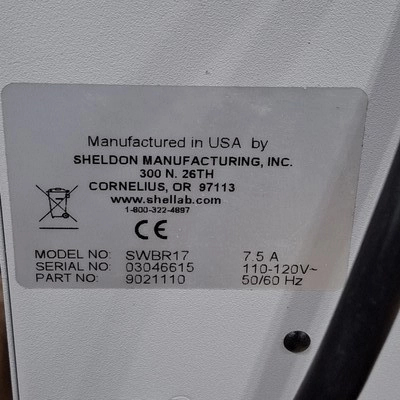 Manufactured in USA by
SHELDON MANUFACTURING, INC.
300 N. 26TH
CORNELIUS, OR 97113
www.shellab.com
1-800-322-4897
CE
MODEL NO: SWBR17 7.5 A
SERIAL NO: 03046615 110-120V~
PART NO: 9021110 50/60 Hz